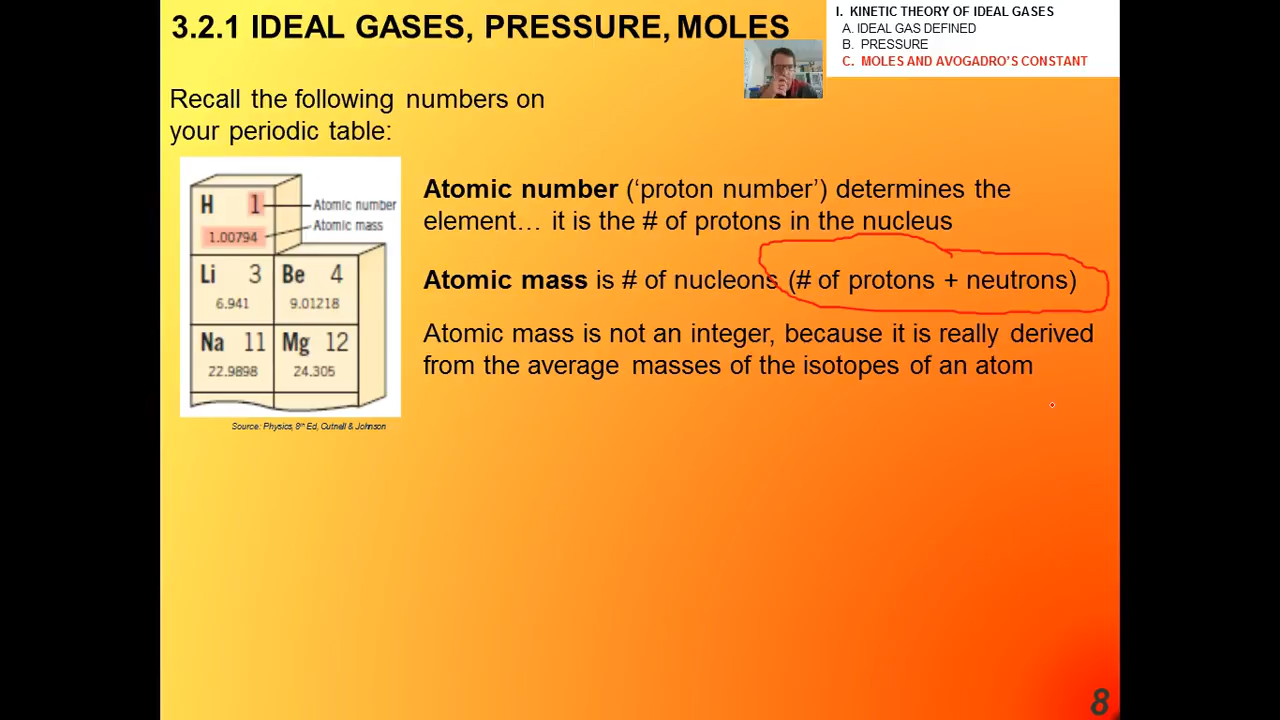 3.2.1 IDEAL GASES, PRESSURE, MOLES
I. KINETIC THEORY OF IDEAL GASES
A. IDEAL GAS DEFINED
B. PRESSURE
C. MOLES AND AVOGADRO'S CONSTANT
Recall the following numbers on
your periodic table:
H 1
Atomic number
Atomic mass
1.00794
Li 3 Be 4
6.941 9.01218
Na 11 Mg 12
22.9898 24.305
Source: Physics, 8th Ed, Cutnell & Johnson
Atomic number (‘proton number’) determines the
element… it is the # of protons in the nucleus
Atomic mass is # of nucleons (# of protons + neutrons)
Atomic mass is not an integer, because it is really derived
from the average masses of the isotopes of an atom
8